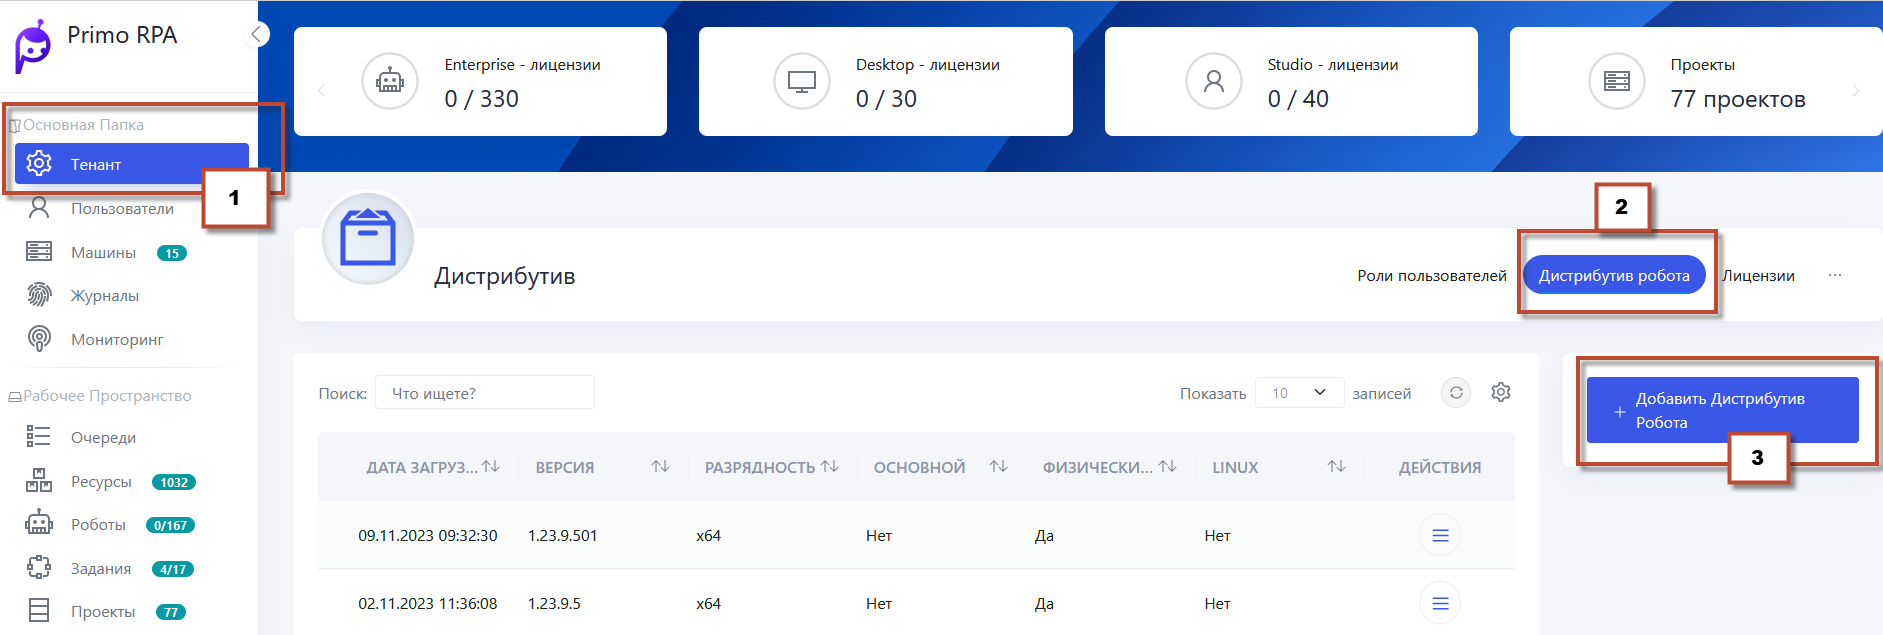 Primo RPA
Основная Папка
Тенант
1
Пользователи
Машины 15
Журналы
Мониторинг
Рабочее Пространство
Очереди
Ресурсы 1032
Роботы 0/167
Задания 4/17
Проекты 77
Enterprise - лицензии
0 / 330
Desktop - лицензии
0 / 30
Studio - лицензии
0 / 40
Проекты
77 проектов
Дистрибутив
Роли пользователей
2
Дистрибутив робота
Лицензии
...
Поиск: Что ищете?
Показать 10 записей
+ Добавить Дистрибутив
Робота
3
ДАТА ЗАГРУЗ... ВЕРСИЯ РАЗРЯДНОСТЬ ОСНОВНОЙ ФИЗИЧЕСКИ... LINUX ДЕЙСТВИЯ
09.11.2023 09:32:30 1.23.9.501 x64 Нет Да Нет
02.11.2023 11:36:08 1.23.9.5 x64 Нет Да Нет